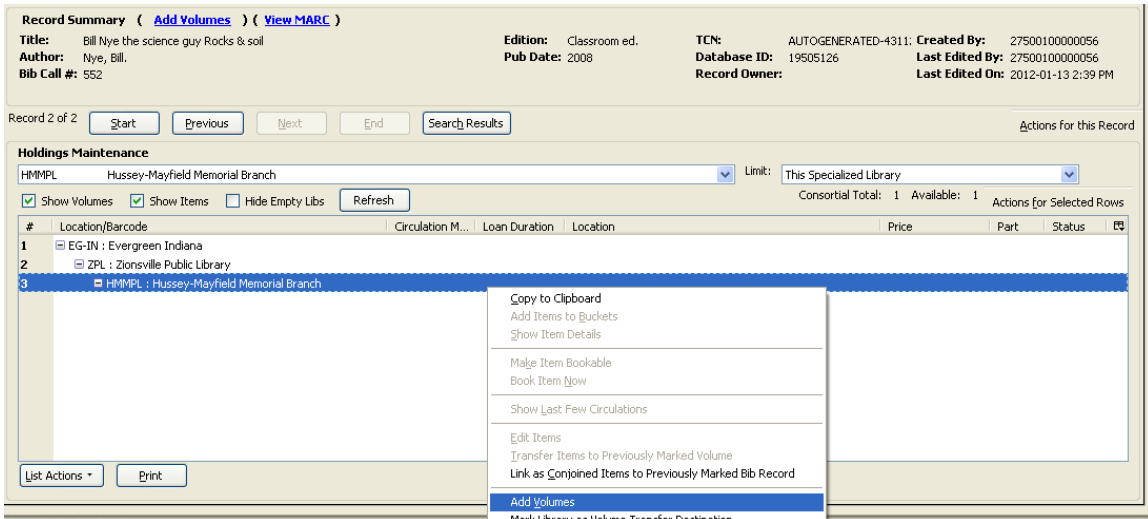 Record Summary ( Add Volumes ) ( View MARC )
Title: Bill Nye the science guy Rocks & soil Edition: Classroom ed. TCN: AUTOGENERATED-4311: Created By: 27500100000056
Author: Nye, Bill. Pub Date: 2008 Database ID: 19505126 Last Edited By: 27500100000056
Bib Call #: 552 Record Owner: Last Edited On: 2012-01-13 2:39 PM
Record 2 of 2 Start Previous Next End Search Results Actions for this Record
Holdings Maintenance
HMMPL Hussey-Mayfield Memorial Branch Limit: This Specialized Library
Show Volumes Show Items Hide Empty Libs Refresh Consortial Total: 1 Available: 1 Actions for Selected Rows
# Location/Barcode Circulation M... Loan Duration Location Price Part Status
1 EG-IN : Evergreen Indiana
2 ZPL : Zionsville Public Library
3 HMMPL : Hussey-Mayfield Memorial Branch
Copy to Clipboard
Add Items to Buckets
Show Item Details
Make Item Bookable
Book Item Now
Show Last Few Circulations
Edit Items
Transfer Items to Previously Marked Volume
Link as Conjoined Items to Previously Marked Bib Record
List Actions Print
Add Volumes
Mark Library as Volume Transfer Destination